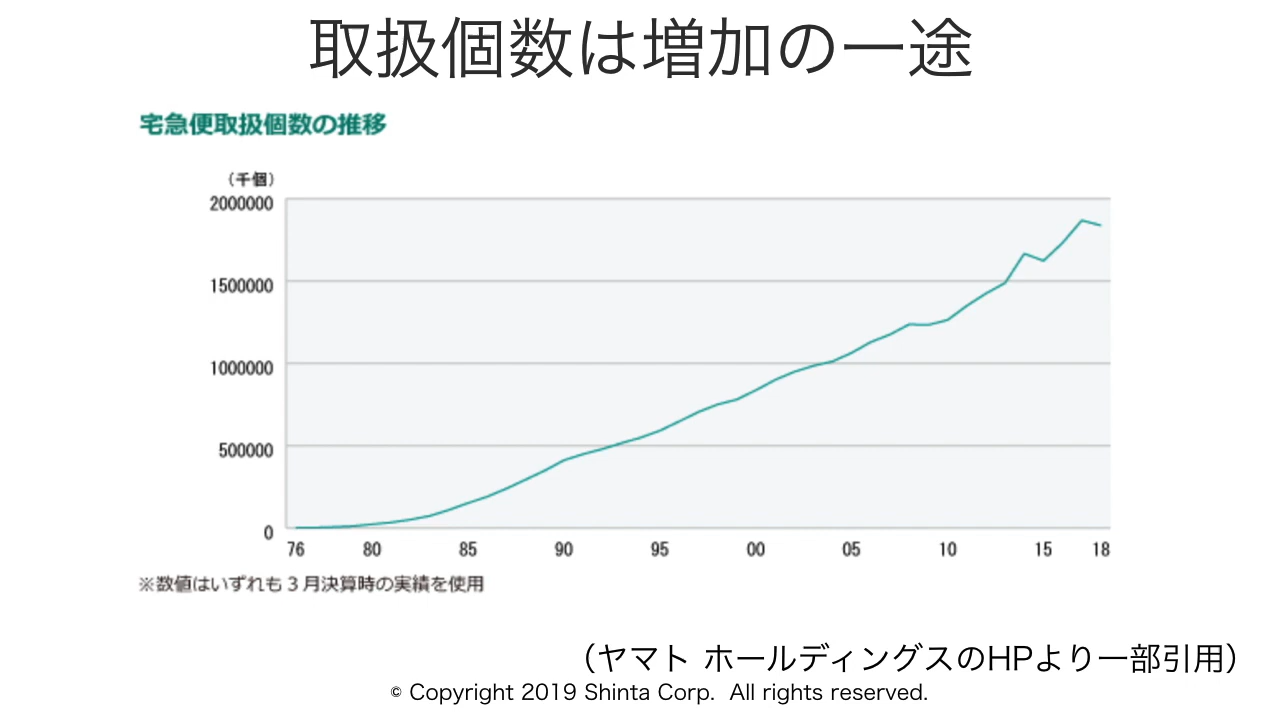 取扱個数は増加の一途
宅急便取扱個数の推移
（千個）
2000000
1500000
1000000
500000
0
76 80 85 90 95 00 05 10 15 18
※数値はいずれも３月決算時の実績を使用
（ヤマト ホールディングスのHPより一部引用）
© Copyright 2019 Shinta Corp. All rights reserved.